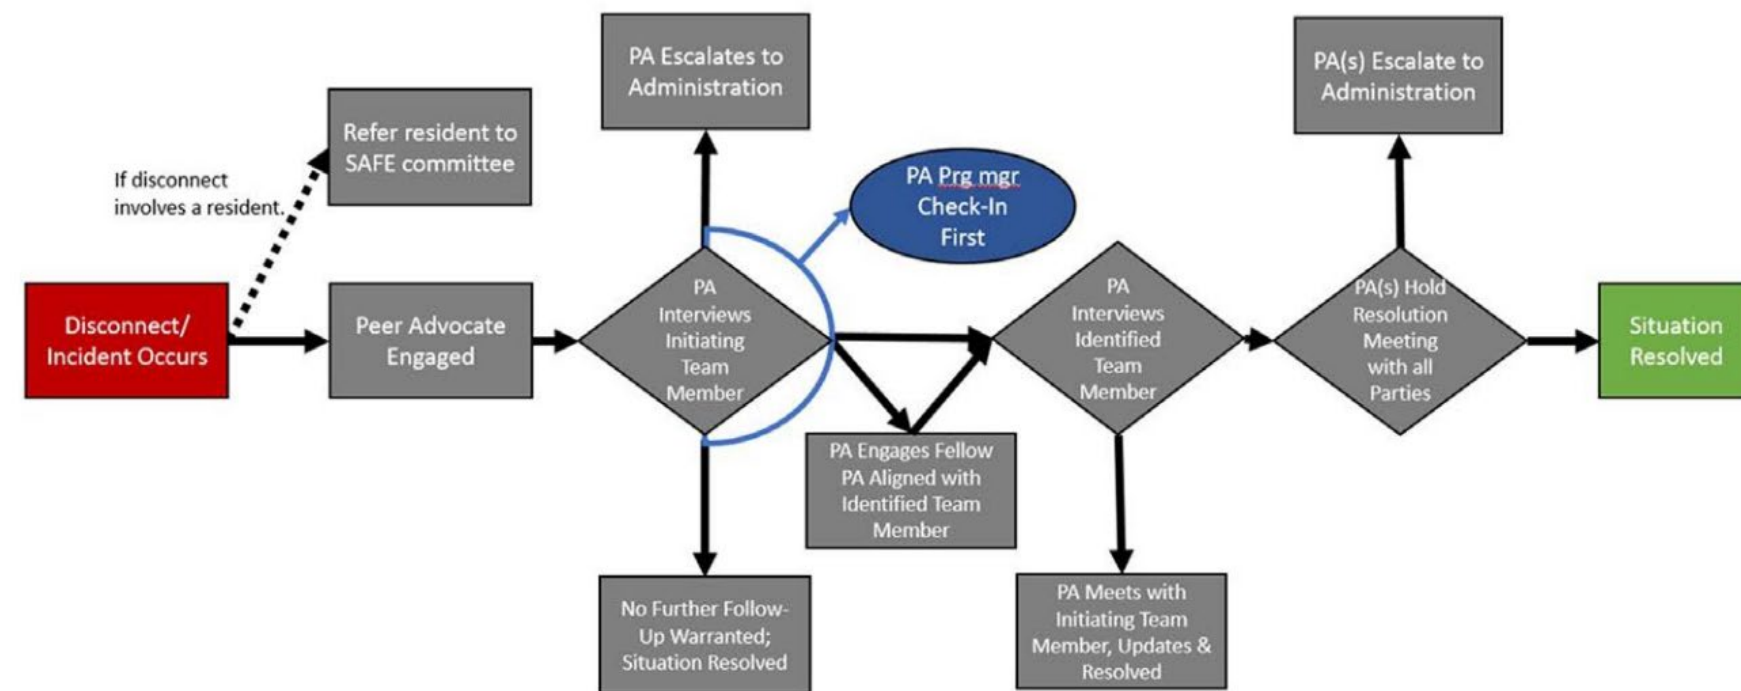 PA Escalates to
Administration
PA(s) Escalate to
Administration
Refer resident to
SAFE committee
If disconnect
involves a resident.
PA Prg mgr
Check-In
First
Disconnect/
Incident Occurs
Peer Advocate
Engaged
PA
Interviews
Initiating
Team
Member
PA
Interviews
Identified
Team
Member
PA(s) Hold
Resolution
Meeting
with all
Parties
Situation
Resolved
PA Engages Fellow
PA Aligned with
Identified Team
Member
No Further Follow-
Up Warranted;
Situation Resolved
PA Meets with
Initiating Team
Member, Updates &
Resolved